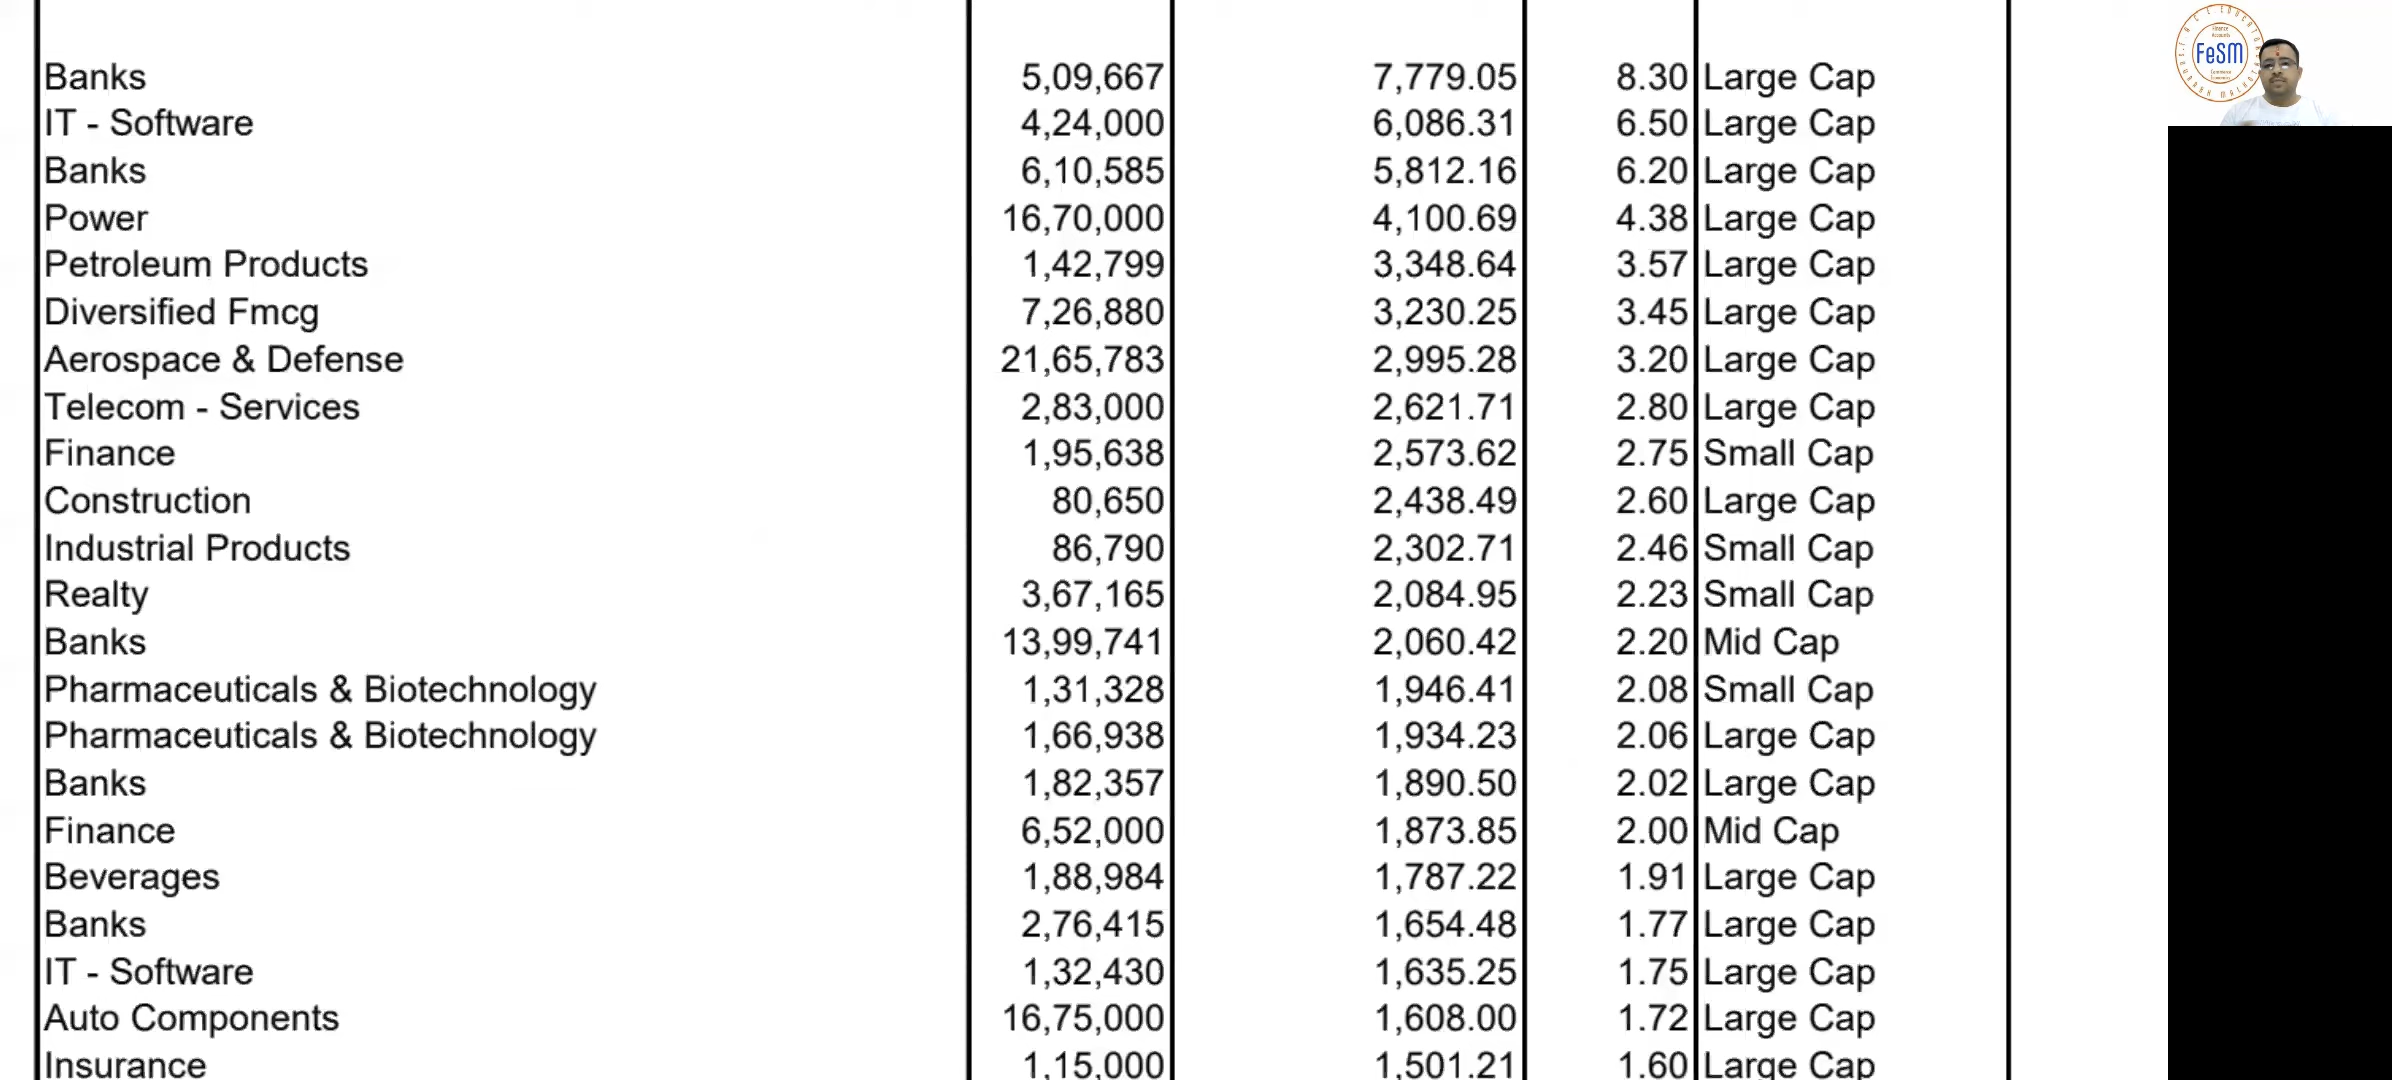 Banks 5,09,667 7,779.05 8.30 Large Cap
IT - Software 4,24,000 6,086.31 6.50 Large Cap
Banks 6,10,585 5,812.16 6.20 Large Cap
Power 16,70,000 4,100.69 4.38 Large Cap
Petroleum Products 1,42,799 3,348.64 3.57 Large Cap
Diversified Fmcg 7,26,880 3,230.25 3.45 Large Cap
Aerospace & Defense 21,65,783 2,995.28 3.20 Large Cap
Telecom - Services 2,83,000 2,621.71 2.80 Large Cap
Finance 1,95,638 2,573.62 2.75 Small Cap
Construction 80,650 2,438.49 2.60 Large Cap
Industrial Products 86,790 2,302.71 2.46 Small Cap
Realty 3,67,165 2,084.95 2.23 Small Cap
Banks 13,99,741 2,060.42 2.20 Mid Cap
Pharmaceuticals & Biotechnology 1,31,328 1,946.41 2.08 Small Cap
Pharmaceuticals & Biotechnology 1,66,938 1,934.23 2.06 Large Cap
Banks 1,82,357 1,890.50 2.02 Large Cap
Finance 6,52,000 1,873.85 2.00 Mid Cap
Beverages 1,88,984 1,787.22 1.91 Large Cap
Banks 2,76,415 1,654.48 1.77 Large Cap
IT - Software 1,32,430 1,635.25 1.75 Large Cap
Auto Components 16,75,000 1,608.00 1.72 Large Cap
Insurance 1,15,000 1,501.21 1.60 Large Cap
FeSM